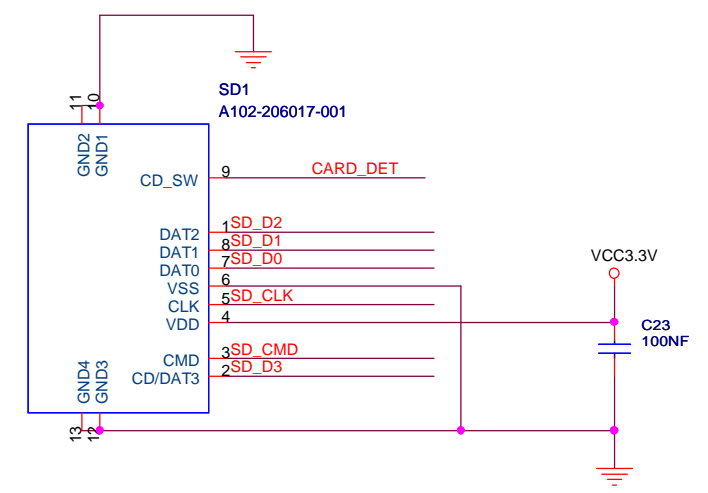 SD1
A102-206017-001
11
10
GND2
GND1
CD_SW
9
CARD_DET
DAT2
1
SD_D2
DAT1
8
SD_D1
DAT0
7
SD_D0
VSS
6
CLK
5
SD_CLK
VDD
4
VCC3.3V
C23
100NF
CMD
3
SD_CMD
CD/DAT3
2
SD_D3
GND4
GND3
13
12